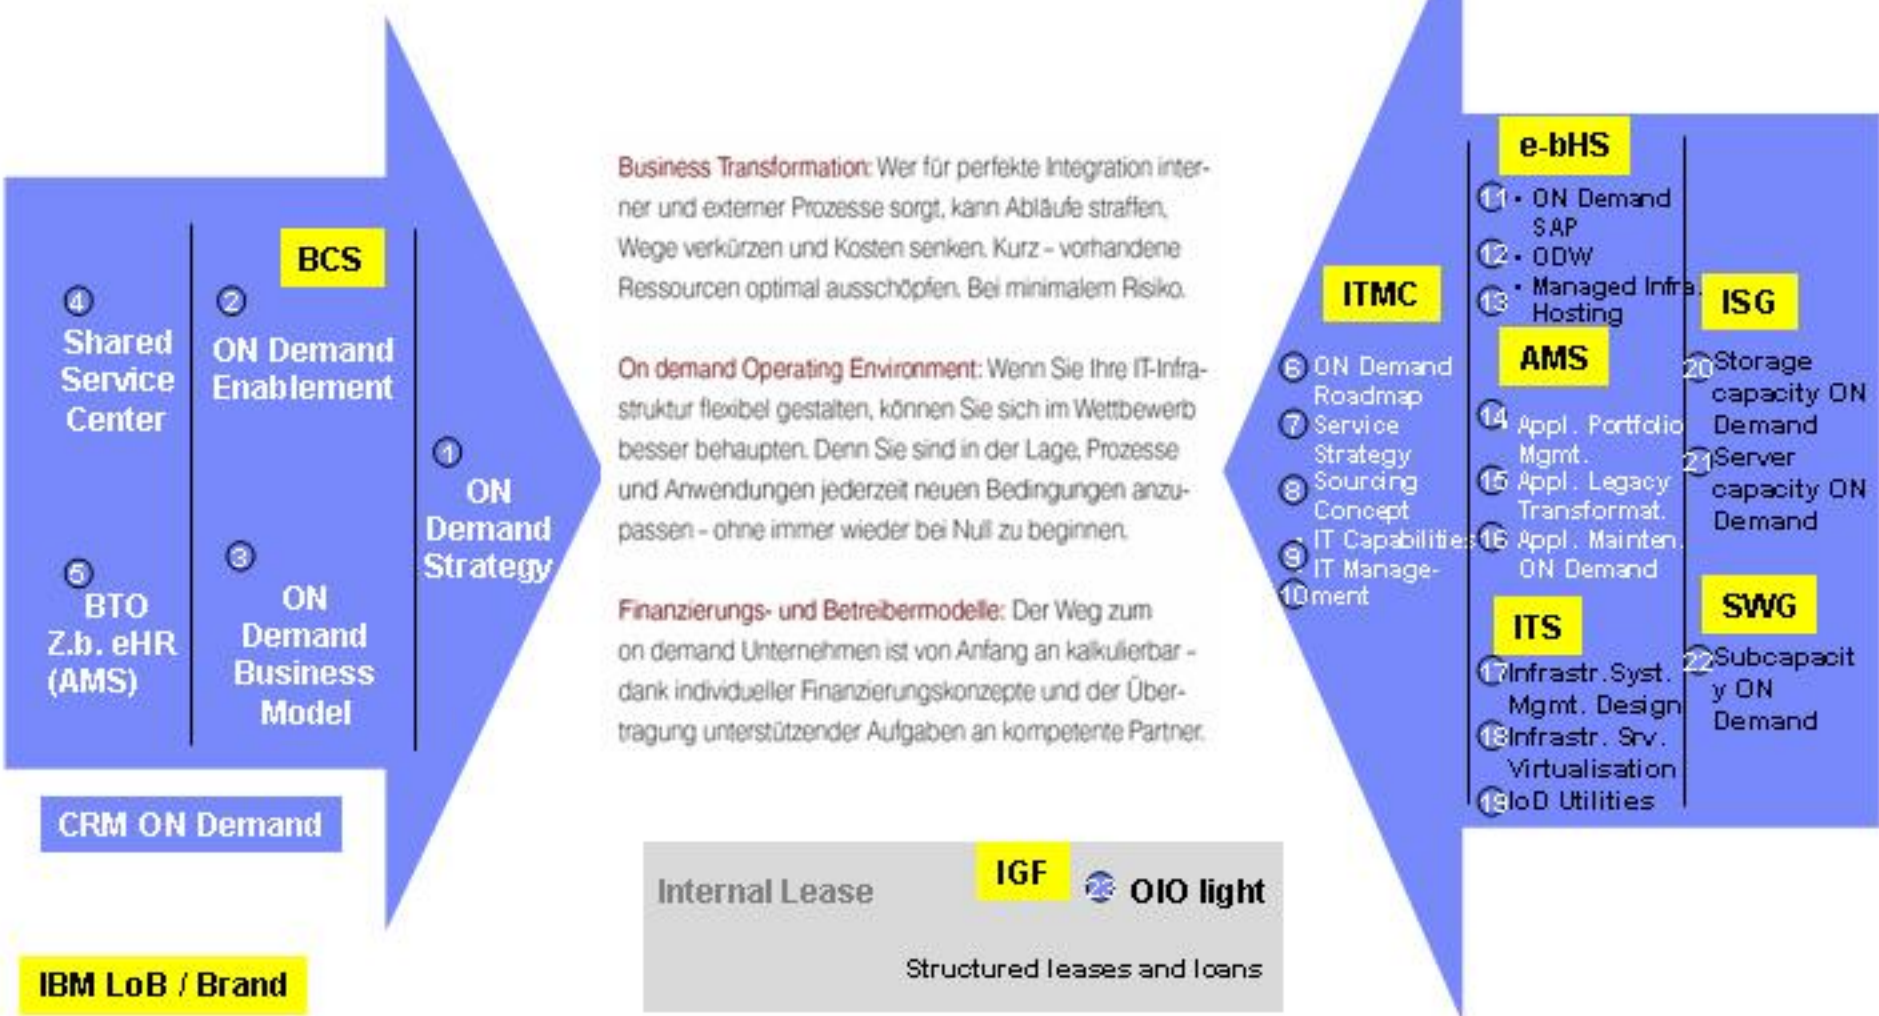 BCS
4
Shared
Service
Center
5
BTO
Z.b. eHR
(AMS)
2
ON Demand
Enablement
3
ON
Demand
Business
Model
1
ON
Demand
Strategy
CRM ON Demand
IBM LoB / Brand
Business Transformation: Wer für perfekte Integration inter-
ner und externer Prozesse sorgt, kann Abläufe straffen,
Wege verkürzen und Kosten senken. Kurz – vorhandene
Ressourcen optimal ausschöpfen. Bei minimalem Risiko.
On demand Operating Environment: Wenn Sie Ihre IT-Infra-
struktur flexibel gestalten, können Sie sich im Wettbewerb
besser behaupten. Denn Sie sind in der Lage, Prozesse
und Anwendungen jederzeit neuen Bedingungen anzu-
passen – ohne immer wieder bei Null zu beginnen.
Finanzierungs- und Betreibermodelle: Der Weg zum
on demand Unternehmen ist von Anfang an kalkulierbar –
dank individueller Finanzierungskonzepte und der Über-
tragung unterstützender Aufgaben an kompetente Partner.
Internal Lease
IGF
23 OIO light
Structured leases and loans
ITMC
6 ON Demand
Roadmap
7 Service
Strategy
8 Sourcing
Concept
9 · IT Capabilities
IT Manage-
10 ment
e-bHS
11 • ON Demand
SAP
12 • ODW
13 • Managed Infra.
Hosting
AMS
14 Appl. Portfolio
Mgmt.
15 Appl. Legacy
Transformat.
16 Appl. Mainten.
ON Demand
ITS
17 Infrastr.Syst.
Mgmt. Design
18 Infrastr. Srv.
Virtualisation
19 IoD Utilities
ISG
20 Storage
capacity ON
Demand
21 Server
capacity ON
Demand
SWG
22 Subcapacit
y ON
Demand